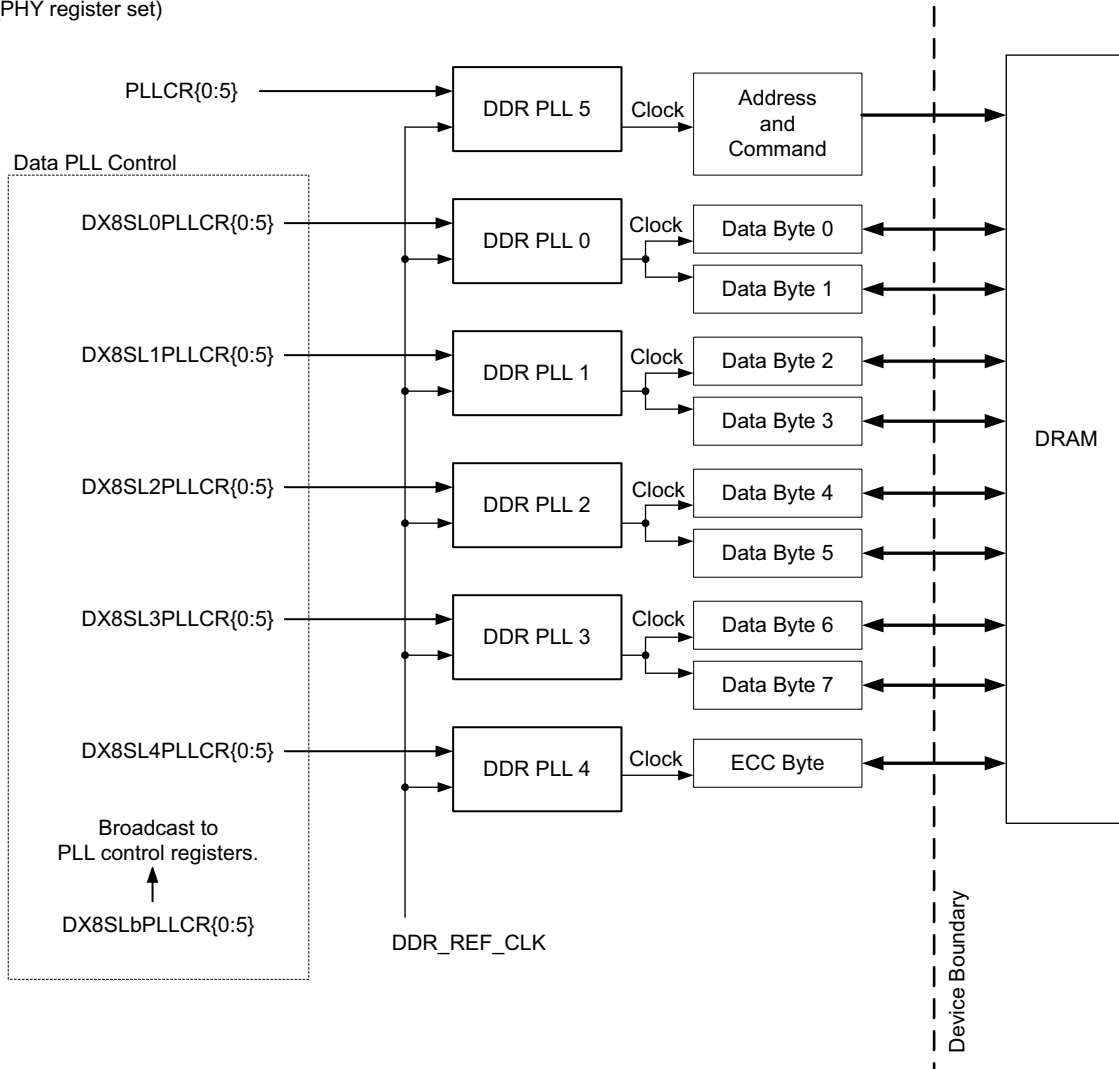 PHY register set)
PLLCR{0:5}
DDR PLL 5
Clock
Address
and
Command
Data PLL Control
DX8SL0PLLCR{0:5}
DDR PLL 0
Clock
Data Byte 0
Data Byte 1
DX8SL1PLLCR{0:5}
DDR PLL 1
Clock
Data Byte 2
Data Byte 3
DRAM
DX8SL2PLLCR{0:5}
DDR PLL 2
Clock
Data Byte 4
Data Byte 5
DX8SL3PLLCR{0:5}
DDR PLL 3
Clock
Data Byte 6
Data Byte 7
DX8SL4PLLCR{0:5}
DDR PLL 4
Clock
ECC Byte
Broadcast to
PLL control registers.
DX8SLbPLLCR{0:5}
DDR_REF_CLK
Device Boundary